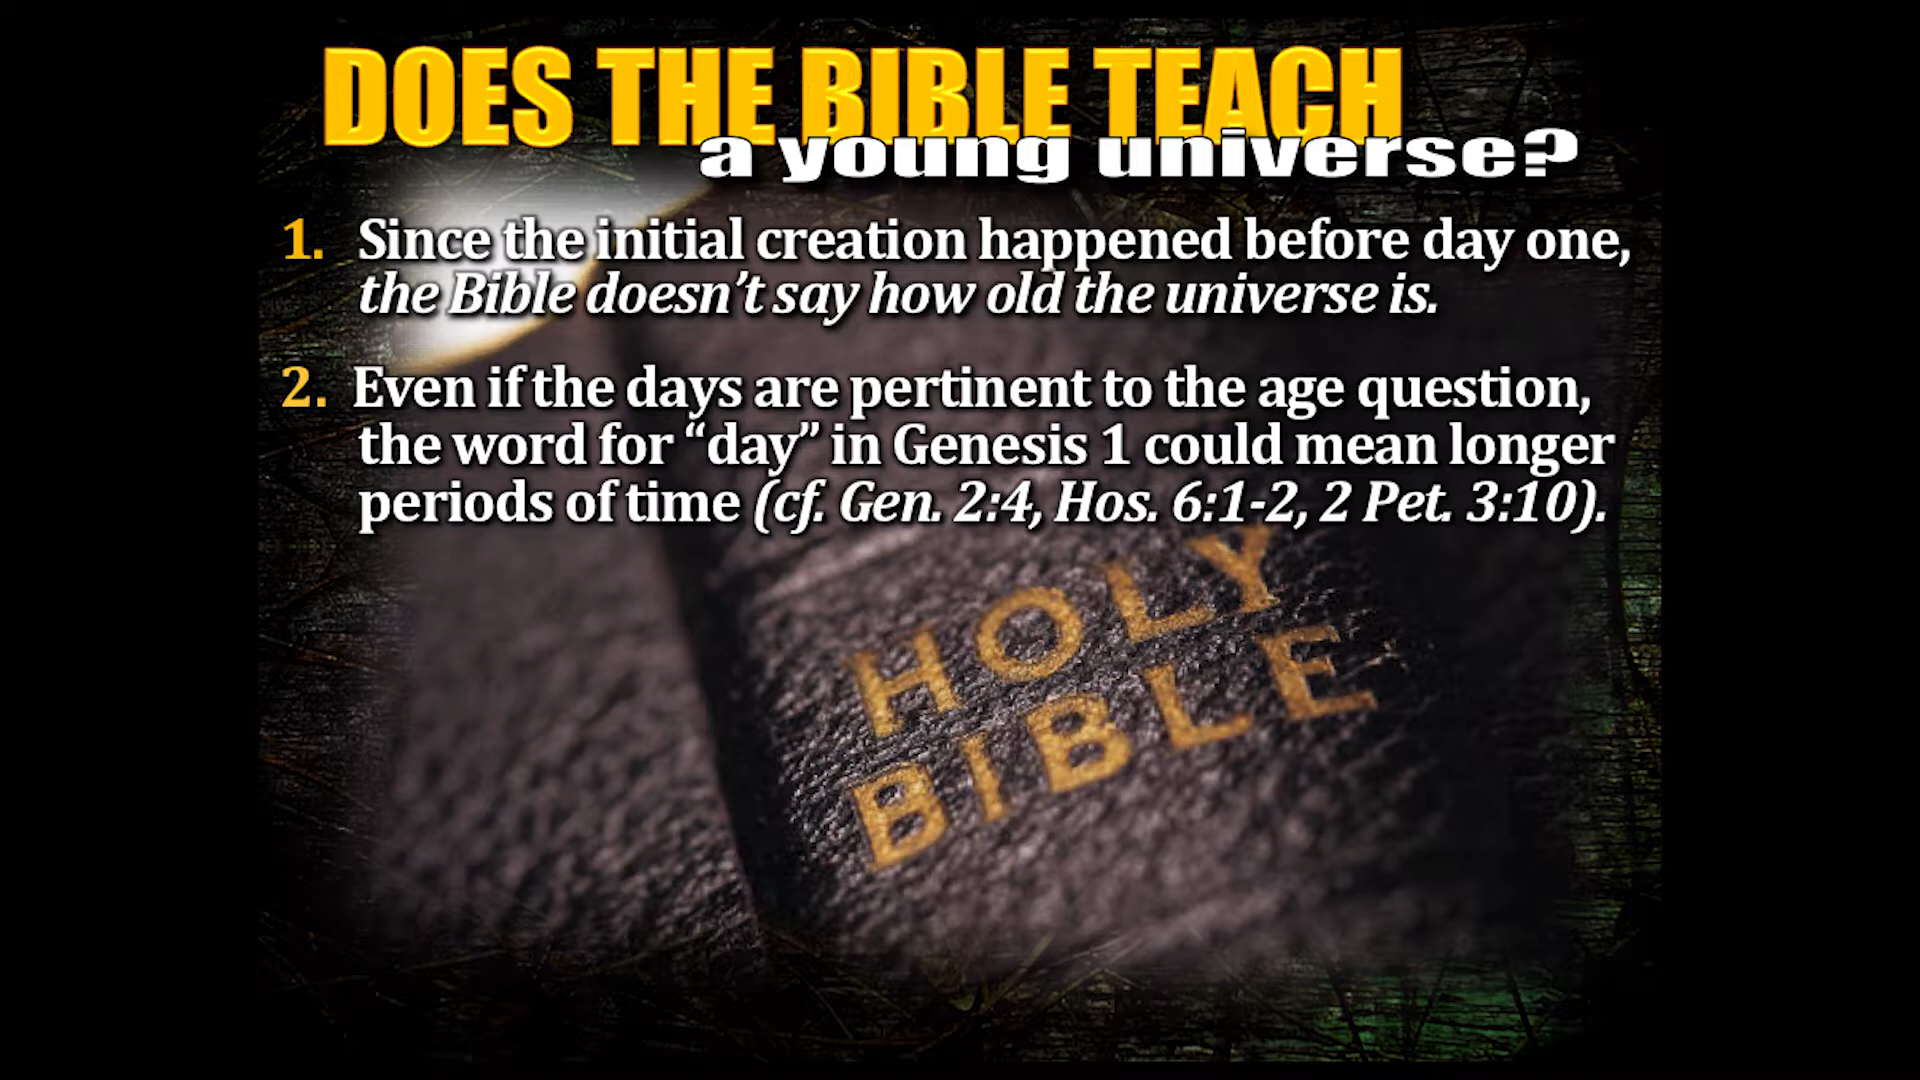 DOES THE BIBLE TEACH
a young universe?
1. Since the initial creation happened before day one,
the Bible doesn't say how old the universe is.
2. Even if the days are pertinent to the age question,
the word for “day” in Genesis 1 could mean longer
periods of time (cf. Gen. 2:4, Hos. 6:1-2, 2 Pet. 3:10).
HOLY
BIBLE